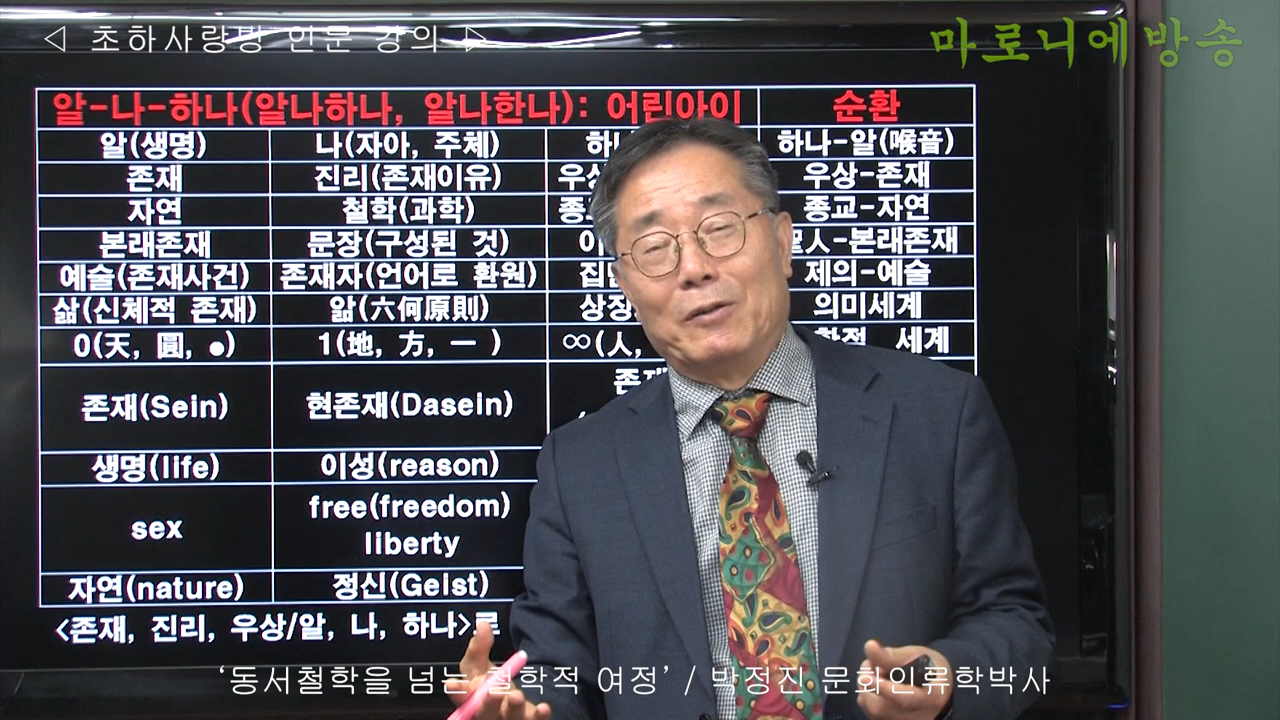 ◁ 초하사랑방 인문 강의 ▷
마로니에방송
알-나-하나(알나하나, 알나한나): 어린아이 순환
알(생명) 나(자아, 주체) 하나-알(喉音)
존재 진리(존재이유) 우상-존재
자연 철학(과학) 종교-자연
본래존재 문장(구성된 것) 人-본래존재
예술(존재사건) 존재자(언어로 환원) 제의-예술
삶(신체적 존재) 앎(六何原則) 의미세계
0(天, 圓, ●) 1(地, 方, 一 ) ∞(人, 세계
존재(Sein) 현존재(Dasein) 존재
생명(life) 이성(reason)
sex free(freedom)
liberty
자연(nature) 정신(Geist)
<존재, 진리, 우상/알, 나, 하나>로
‘동서철학을 넘는 철학적 여정’ / 박정진 문화인류학박사